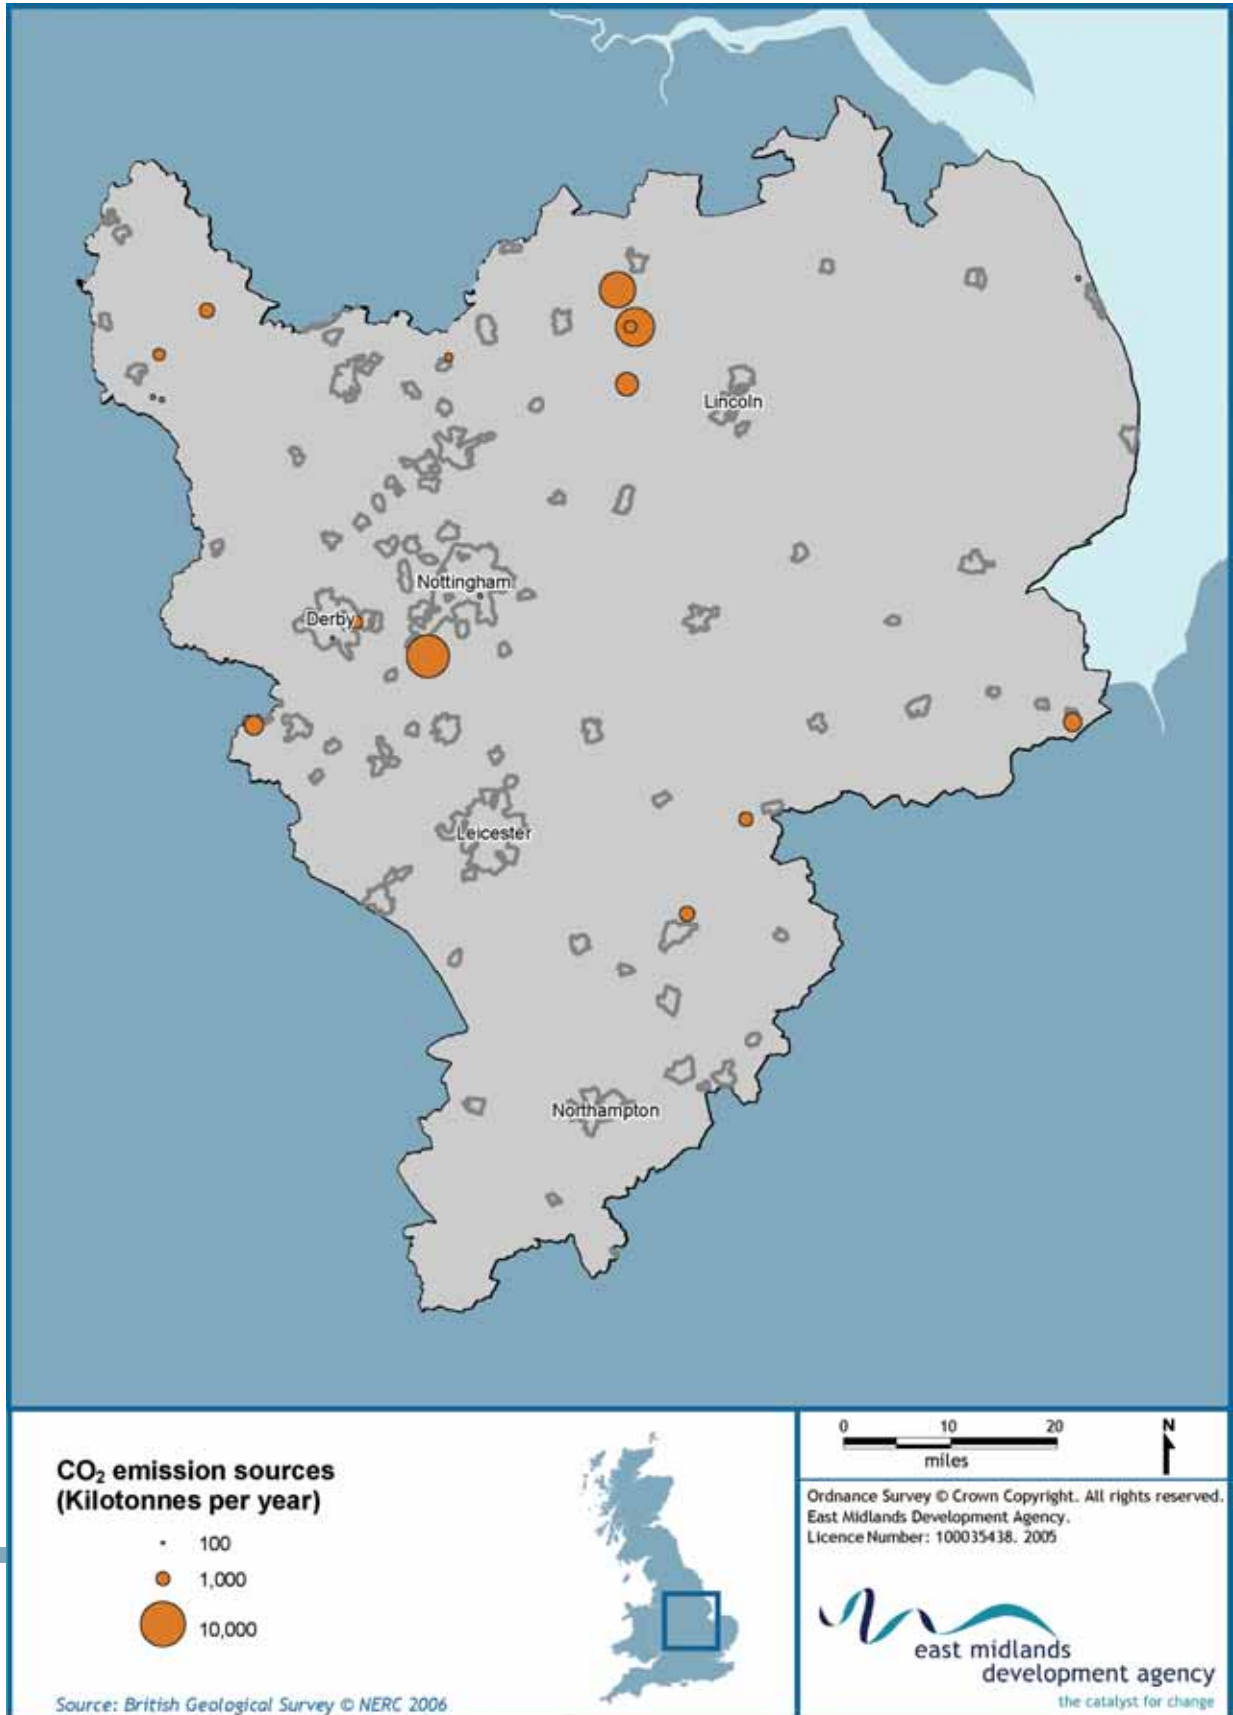 Lincoln
Nottingham
Derby
Leicester
Northampton
CO₂ emission sources
(Kilotonnes per year)
100
1,000
10,000
Source: British Geological Survey © NERC 2006
0 10 20
miles
N
Ordnance Survey © Crown Copyright. All rights reserved.
East Midlands Development Agency.
Licence Number: 100035438. 2005
east midlands
development agency
the catalyst for change